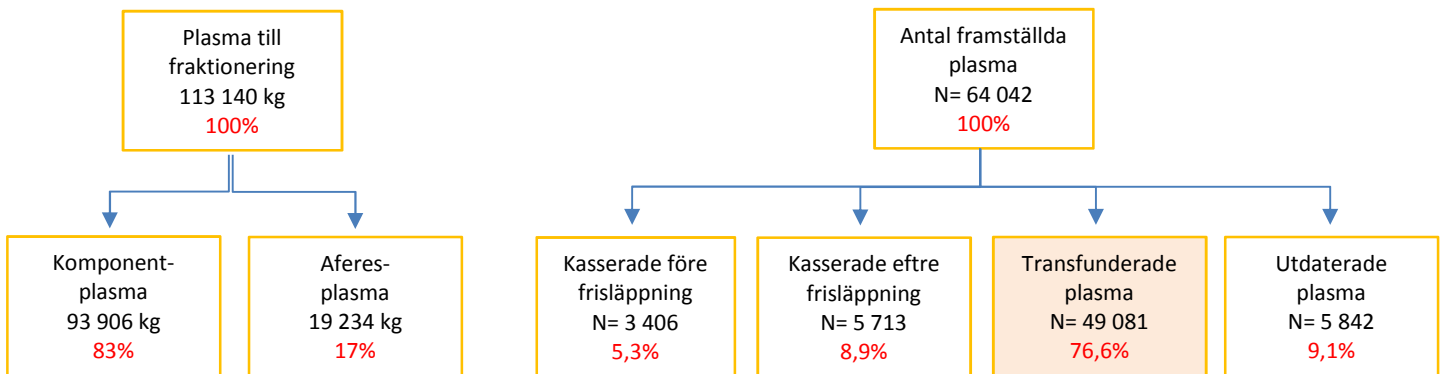 Plasma till
fraktionering
113 140 kg
100%
Antal framställda
plasma
N= 64 042
100%
Komponent-
plasma
93 906 kg
83%
Aferes-
plasma
19 234 kg
17%
Kasserade före
frisläppning
N= 3 406
5,3%
Kasserade eftre
frisläppning
N= 5 713
8,9%
Transfunderade
plasma
N= 49 081
76,6%
Utdaterade
plasma
N= 5 842
9,1%